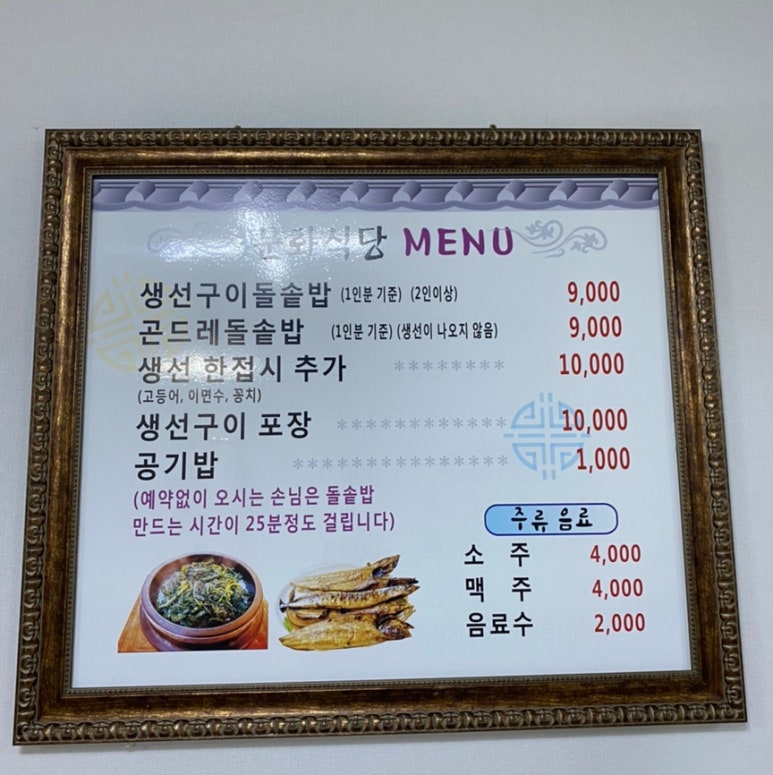 문화식당 MENU
생선구이돌솥밥 (1인분 기준) (2인이상) 9,000
곤드레돌솥밥 (1인분 기준) (생선이 나오지 않음) 9,000
생선 한접시 추가 ******** 10,000
(고등어, 이면수, 꽁치)
생선구이 포장 ************ 10,000
공기밥 *************** 1,000
(예약없이 오시는 손님은 돌솥밥
만드는 시간이 25분정도 걸립니다)
주류 음료
소 주 4,000
맥 주 4,000
음료수 2,000